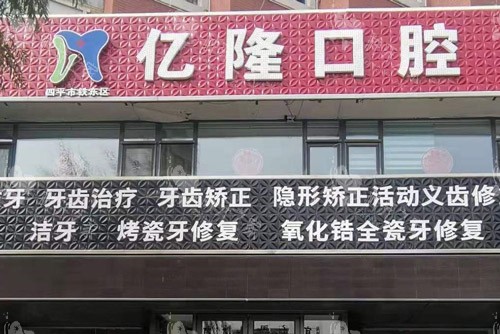 亿隆口腔
四平市铁东区
牙 牙齿治疗 牙齿矫正 隐形矫正活动义齿修
洁牙 烤瓷牙修复 氧化锆全瓷牙修复